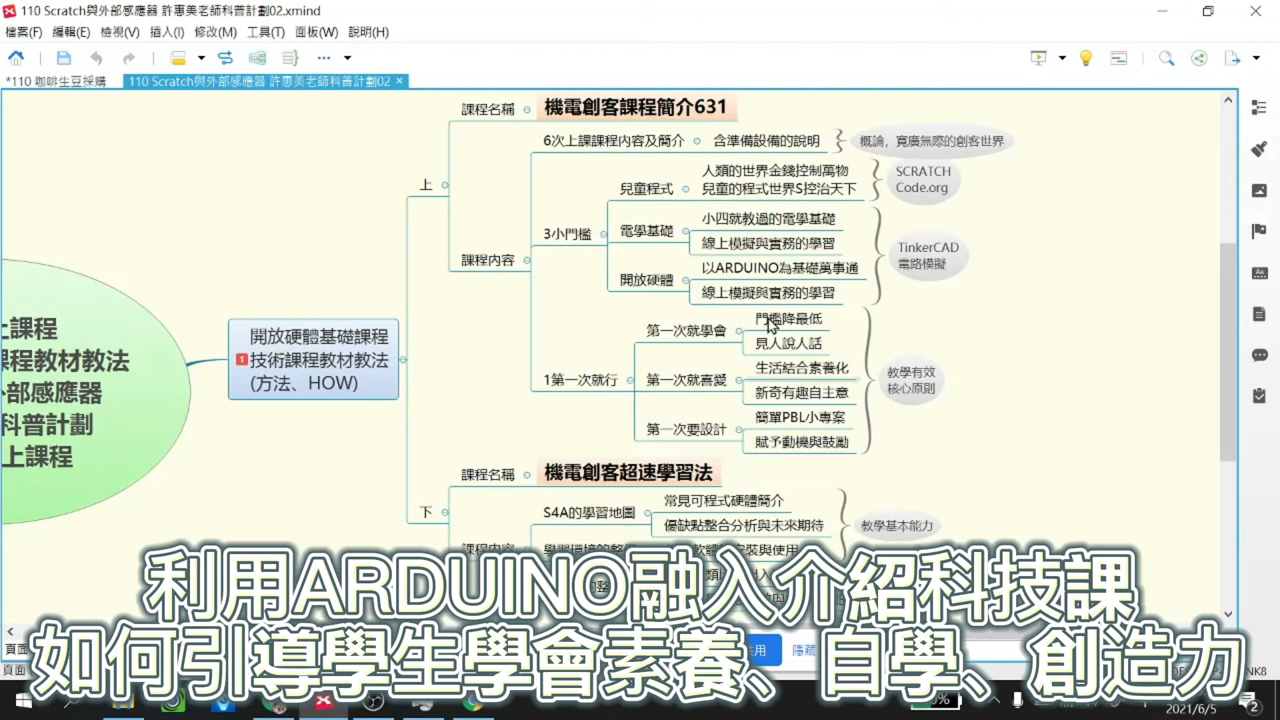 110 Scratch與外部感應器 許惠美老師科普計劃02.xmind
檔案(F) 編輯(E) 檢視(V) 插入(I) 修改(M) 工具(T) 面板(W) 說明(H)
*110 咖啡生豆採購
110 Scratch與外部感應器 許惠美老師科普計劃02
課程名稱
機電創客課程簡介631
6次上課課程內容及簡介
含準備設備的說明
概論，寬廣無際的創客世界
上
人類的世界金錢控制萬物
兒童程式
兒童的程式世界S控治天下
SCRATCH
Code.org
3小門檻
電學基礎
小四就教過的電學基礎
線上模擬與實務的學習
TinkerCAD
電路模擬
課程內容
開放硬體
以ARDUINO為基礎萬事通
線上模擬與實務的學習
上課程
課程教材教法
部感應器
科普計劃
上課程
開放硬體基礎課程
1
技術課程教材教法
(方法、HOW)
第一次就學會
門檻降最低
見人說人話
1第一次就行
第一次就喜愛
生活結合素養化
新奇有趣自主意
教學有效
核心原則
第一次要設計
簡單PBL小專案
賦予動機與鼓勵
課程名稱
機電創客超速學習法
下
S4A的學習地圖
常見可程式硬體簡介
優缺點整合分析與未來期待
教學基本能力
課程內容
利用ARDUINO融入介紹科技課
如何引導學生學會素養、自學、創造力
頁面
頁面
隱藏
2021/6/5
2